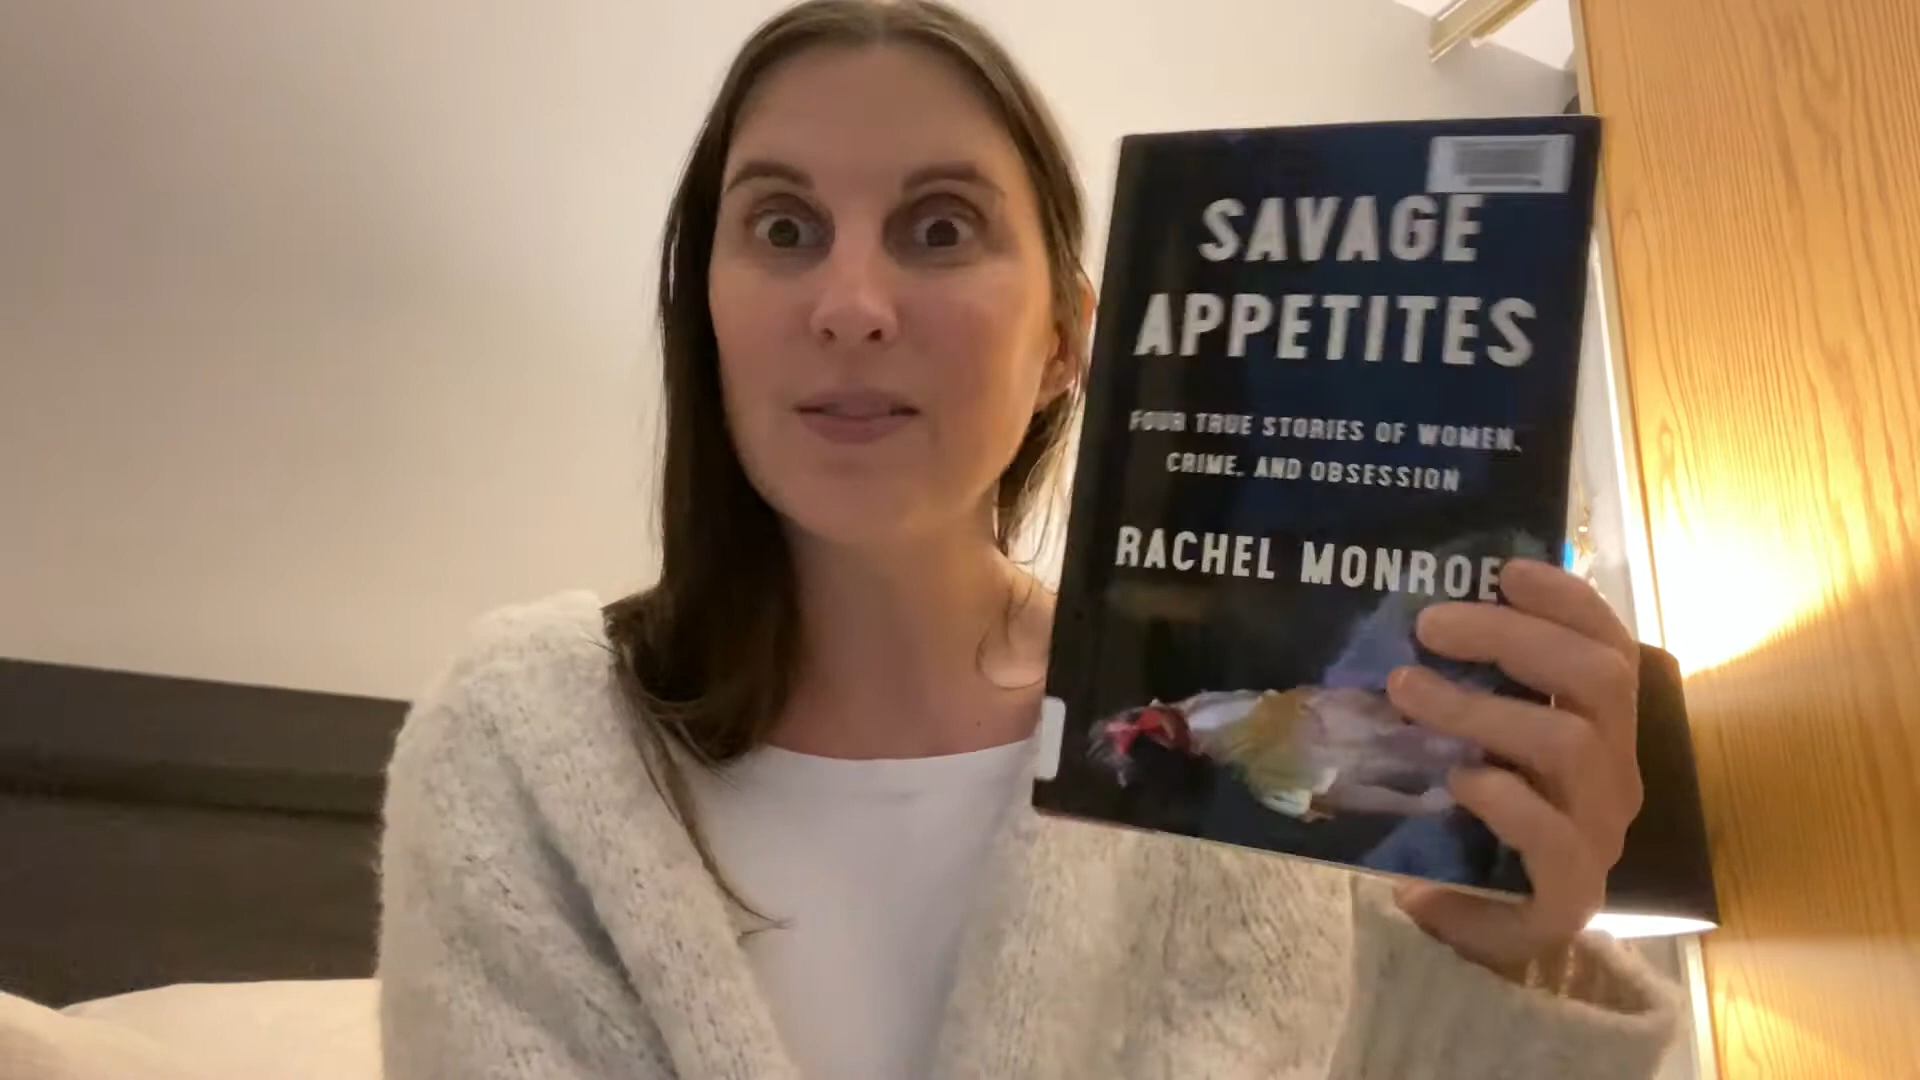 SAVAGE
APPETITES
FOUR TRUE STORIES OF WOMEN,
CRIME, AND OBSESSION
RACHEL MONROE